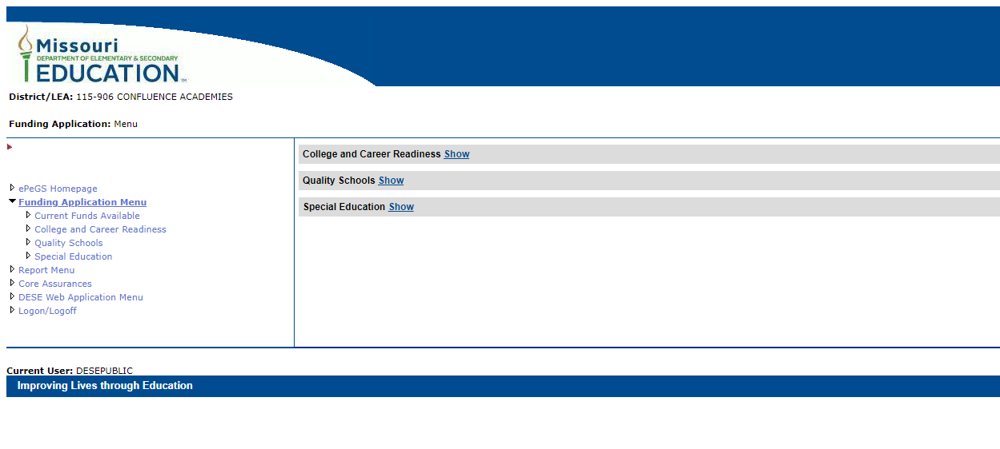 Missouri
DEPARTMENT OF ELEMENTARY & SECONDARY
EDUCATION™
District/LEA: 115-906 CONFLUENCE ACADEMIES
Funding Application: Menu
ePeGS Homepage
Funding Application Menu
Current Funds Available
College and Career Readiness
Quality Schools
Special Education
Report Menu
Core Assurances
DESE Web Application Menu
Logon/Logoff
College and Career Readiness Show
Quality Schools Show
Special Education Show
Current User: DESEPUBLIC
Improving Lives through Education